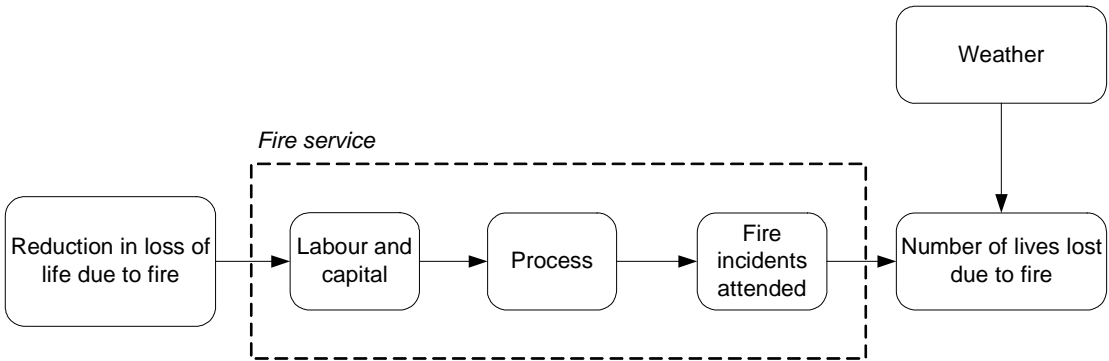 Weather
Fire service
Reduction in loss of
life due to fire
Labour and
capital
Process
Fire
incidents
attended
Number of lives lost
due to fire